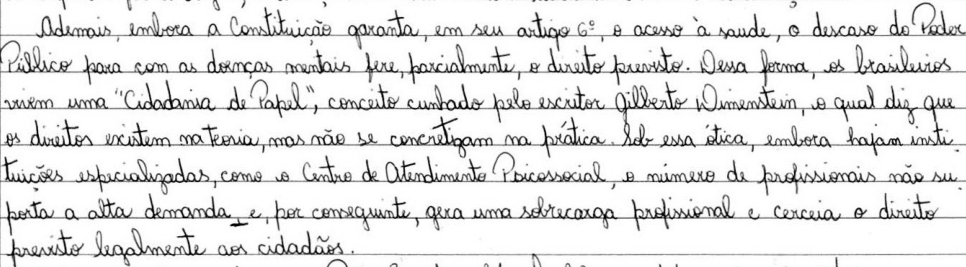 Ademais, embora a Constituição garanta, em seu artigo 6º, o acesso à saúde, o descaso do Poder
Público para com as doenças mentais fere, parcialmente, o direito previsto. Dessa forma, os brasileiros
vivem uma "Cidadania de Papel", conceito cunhado pelo escritor Gilberto Dimenstein, o qual diz que
os direitos existem na teoria, mas não se concretizam na prática. Sob essa ótica, embora hajam insti-
tuições especializadas, como o Centro de Atendimento Psicossocial, o número de profissionais não su-
porta a alta demanda e, por conseguinte, gera uma sobrecarga profissional e cerceia o direito
previsto legalmente aos cidadãos.